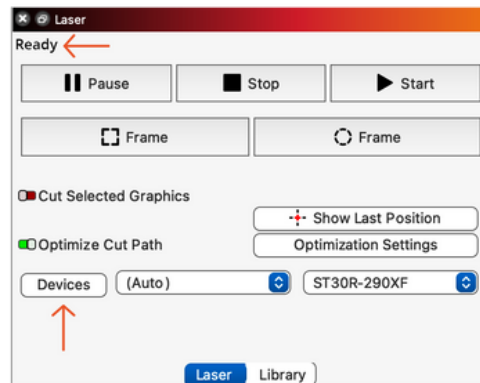 Laser
Ready
Pause
Stop
Start
Frame
Frame
Cut Selected Graphics
Show Last Position
Optimize Cut Path
Optimization Settings
Devices
(Auto)
ST30R-290XF
Laser
Library